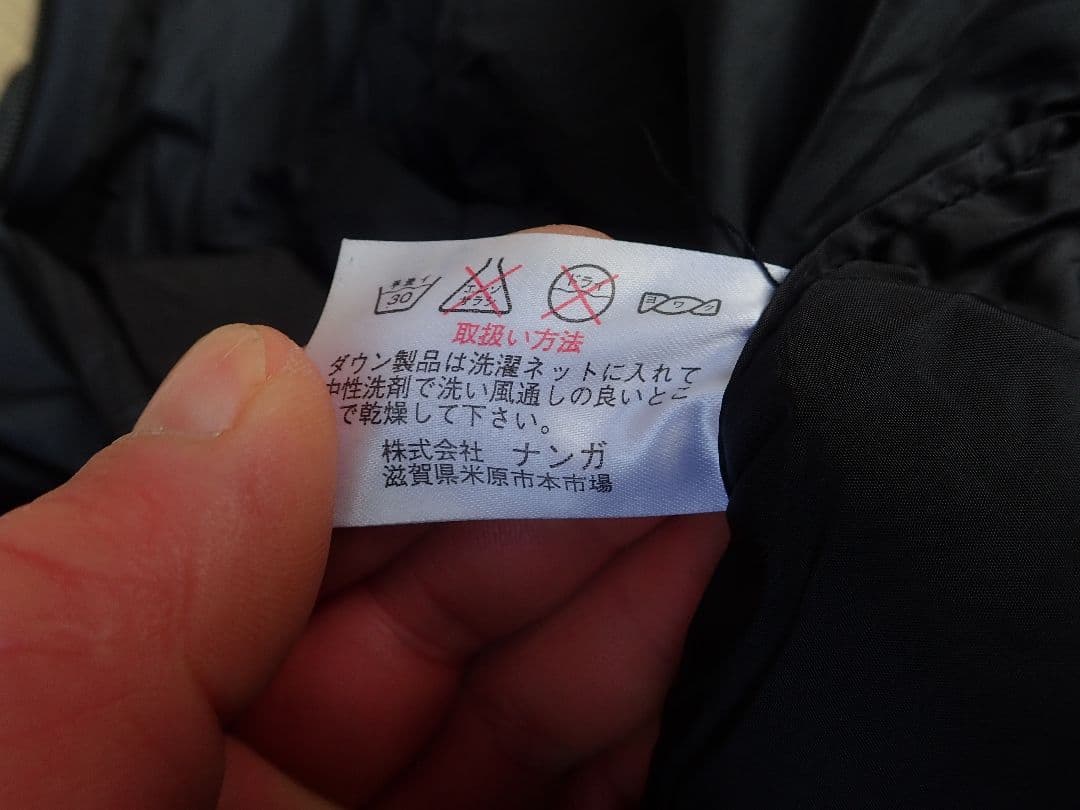 手洗イ 30 エンソ サラシ ドライ ヨワク
取扱い方法
ダウン製品は洗濯ネットに入れて
中性洗剤で洗い風通しの良いとこ
で乾燥して下さい。
株式会社 ナンガ
滋賀県米原市本市場